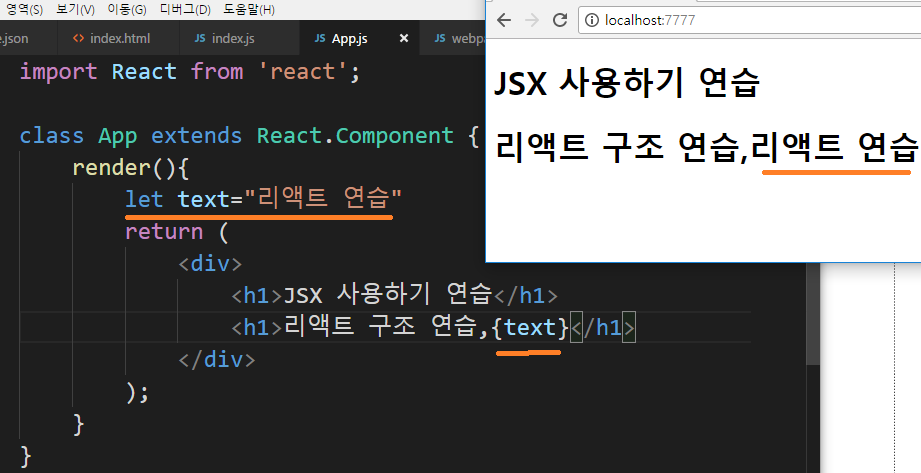 영역(S) 보기(V) 이동(G) 디버그(D) 도움말(H)
e.json index.html JS index.js JS App.js × JS webpa
import React from 'react';
class App extends React.Component {
render(){
let text="리액트 연습"
return (
<div>
<h1>JSX 사용하기 연습</h1>
<h1>리액트 구조 연습,{text}</h1>
</div>
);
}
}
localhost:7777
JSX 사용하기 연습
리액트 구조 연습,리액트 연습